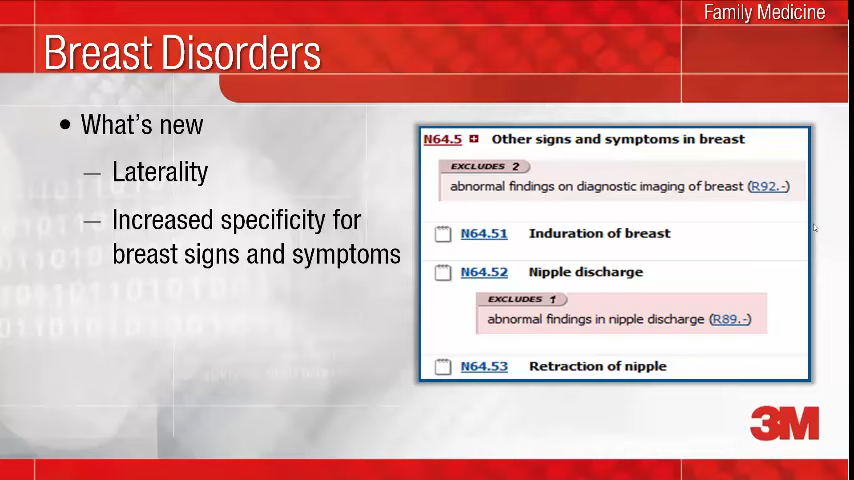 Family Medicine
Breast Disorders
• What's new
— Laterality
— Increased specificity for
breast signs and symptoms
N64.5 Other signs and symptoms in breast
EXCLUDES 2
abnormal findings on diagnostic imaging of breast (R92.-)
N64.51 Induration of breast
N64.52 Nipple discharge
EXCLUDES 1
abnormal findings in nipple discharge (R89.-)
N64.53 Retraction of nipple
3M